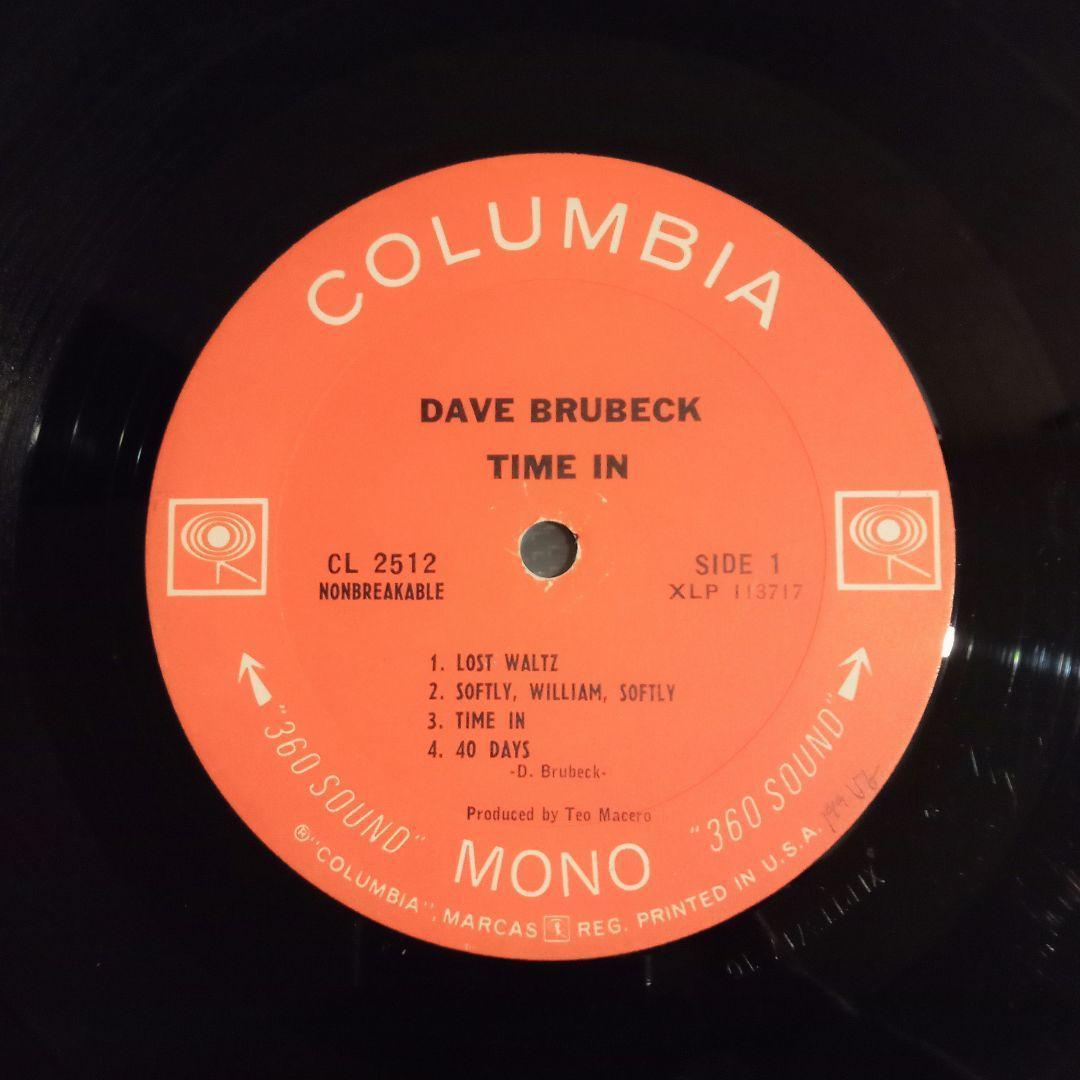 COLUMBIA
DAVE BRUBECK
TIME IN
CL 2512
NONBREAKABLE
SIDE 1
XLP 113717
1. LOST WALTZ
2. SOFTLY, WILLIAM, SOFTLY
3. TIME IN
4. 40 DAYS
-D. Brubeck-
Produced by Teo Macero
"360 SOUND"
MONO
"360 SOUND"
®"COLUMBIA", MARCAS REG. PRINTED IN U.S.A.